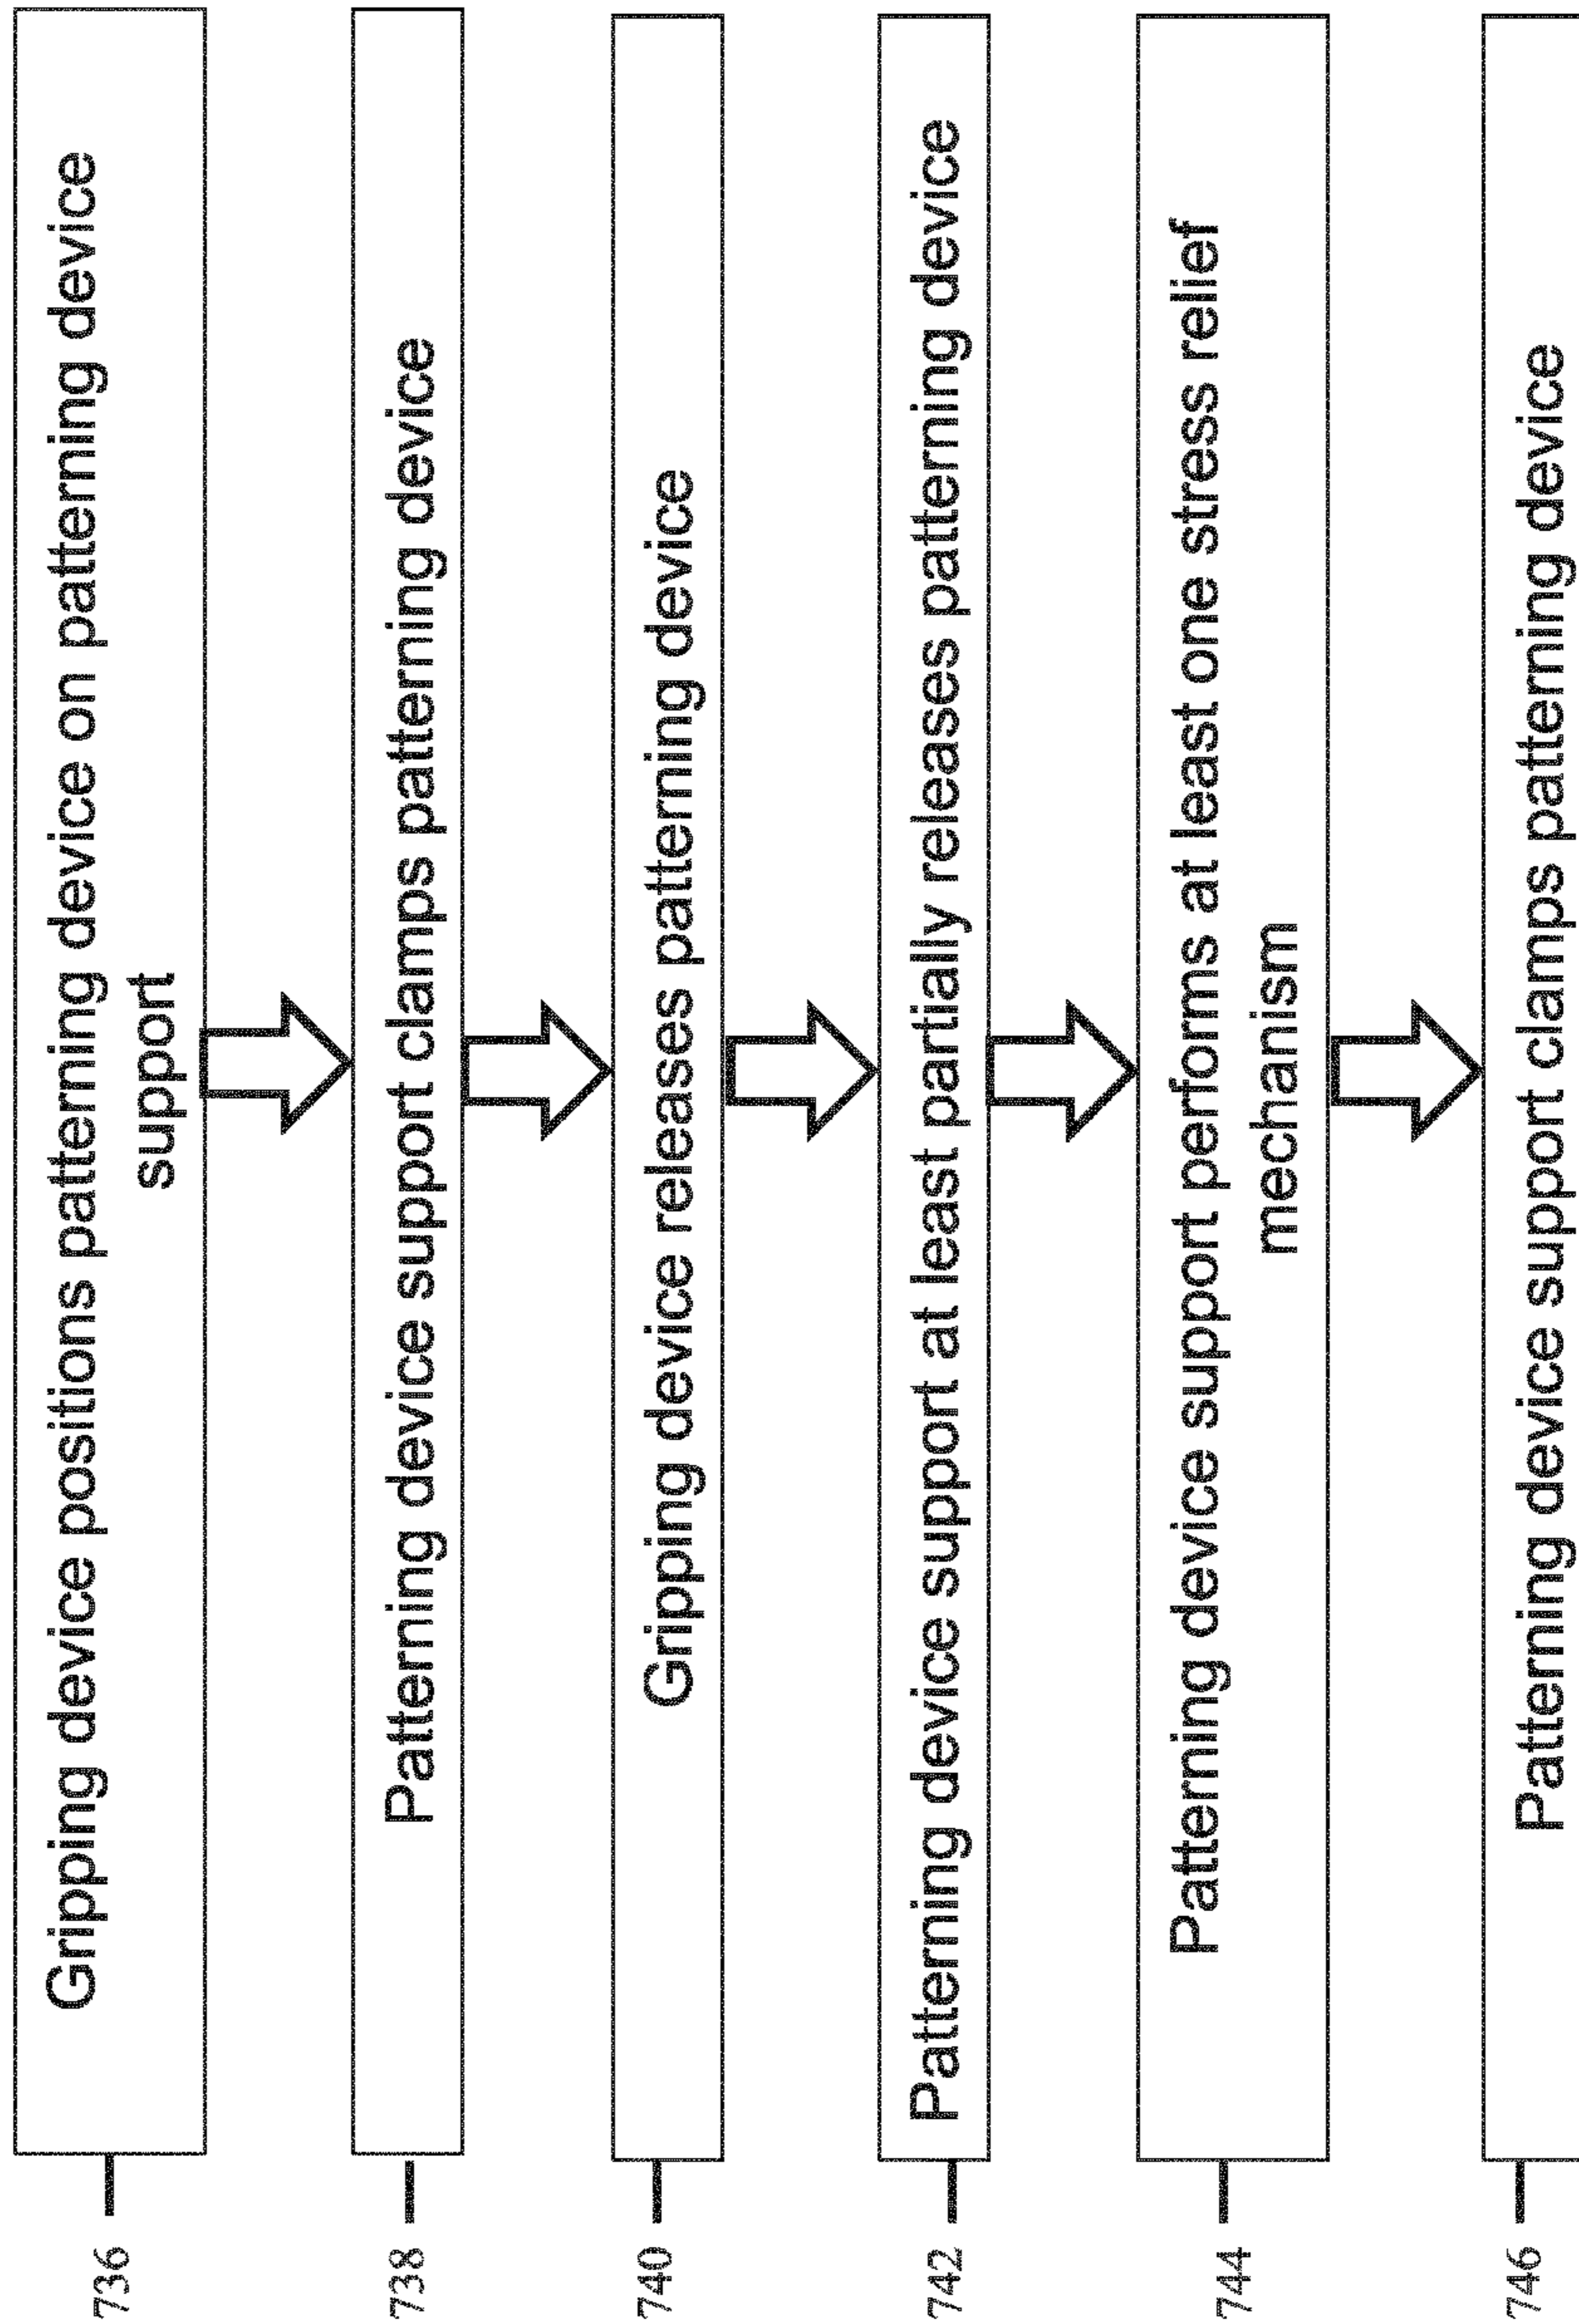 736
Gripping device positions patterning device on patterning device
support
738
Patterning device support clamps patterning device
740
Gripping device releases patterning device
742
Patterning device support at least partially releases patterning device
744
Patterning device support performs at least one stress relief
mechanism
746
Patterning device support clamps patterning device